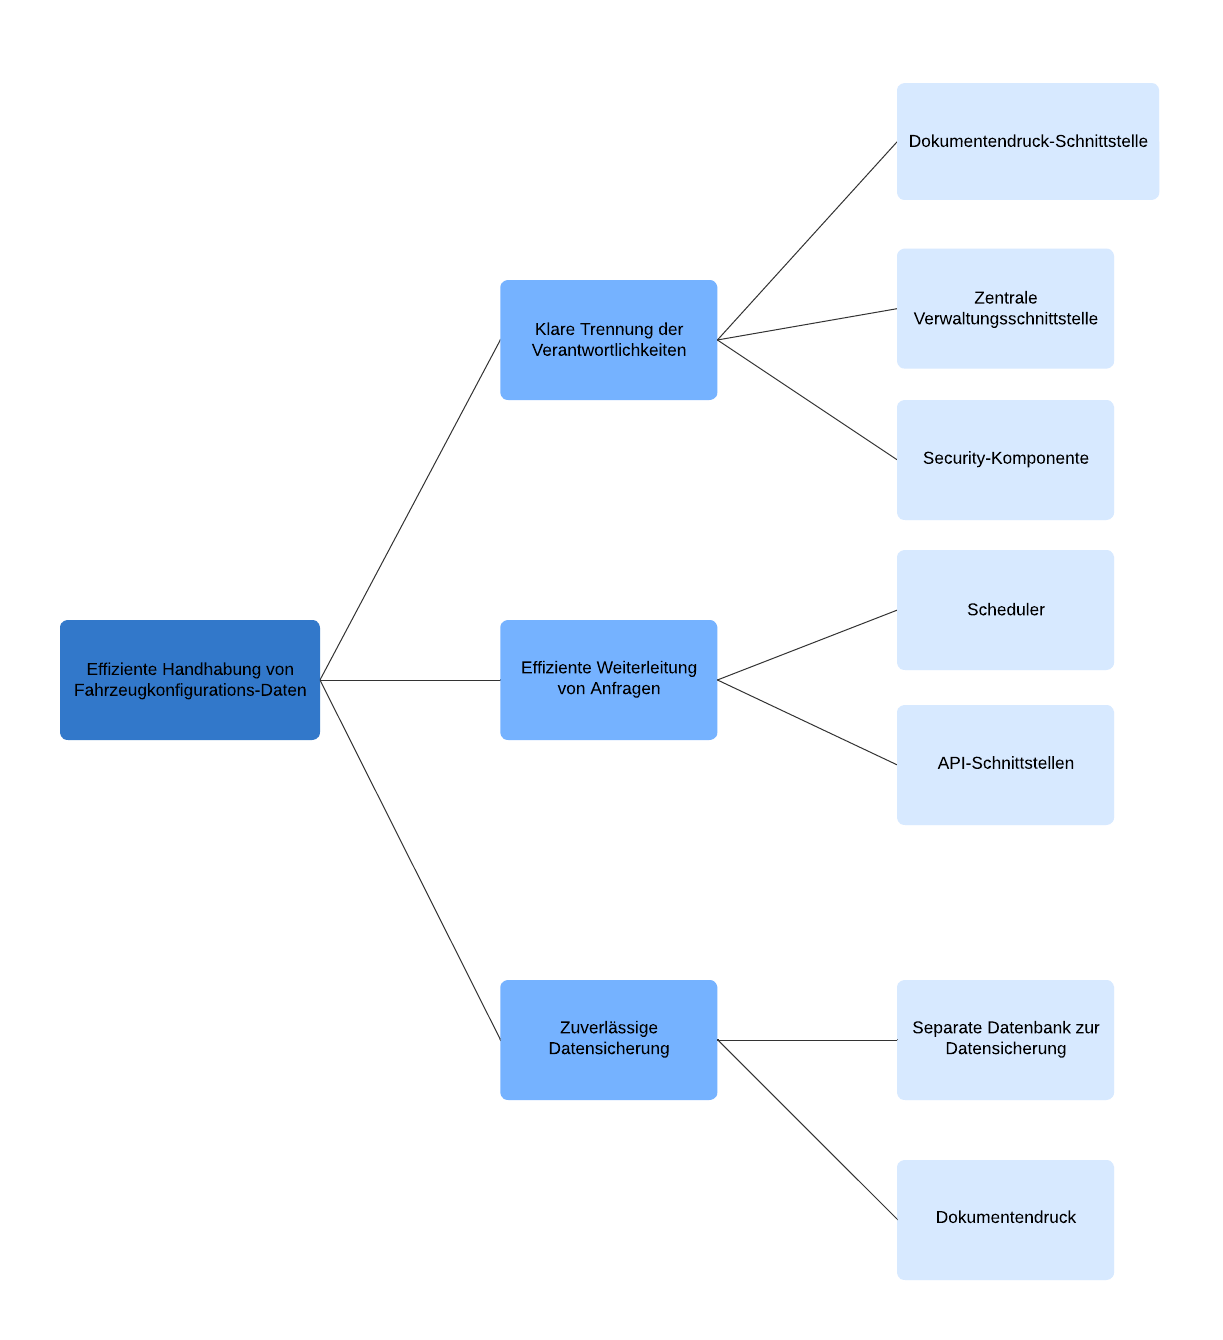 Effiziente Handhabung von
Fahrzeugkonfigurations-Daten
Klare Trennung der
Verantwortlichkeiten
Dokumentendruck-Schnittstelle
Zentrale
Verwaltungsschnittstelle
Security-Komponente
Effiziente Weiterleitung
von Anfragen
Scheduler
API-Schnittstellen
Zuverlässige
Datensicherung
Separate Datenbank zur
Datensicherung
Dokumentendruck